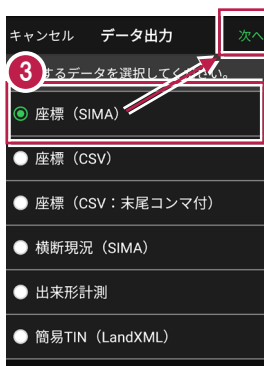 キャンセル データ出力 次へ
3 するデータを選択してください。
座標（SIMA）
座標（CSV）
座標（CSV：末尾コンマ付）
横断現況（SIMA）
出来形計測
簡易TIN（LandXML）